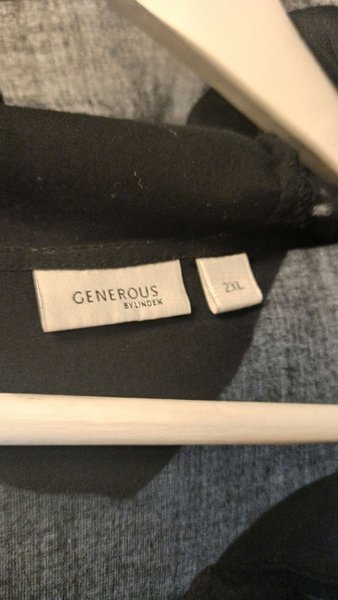 GENEROUS
BY LINDEX
2XL